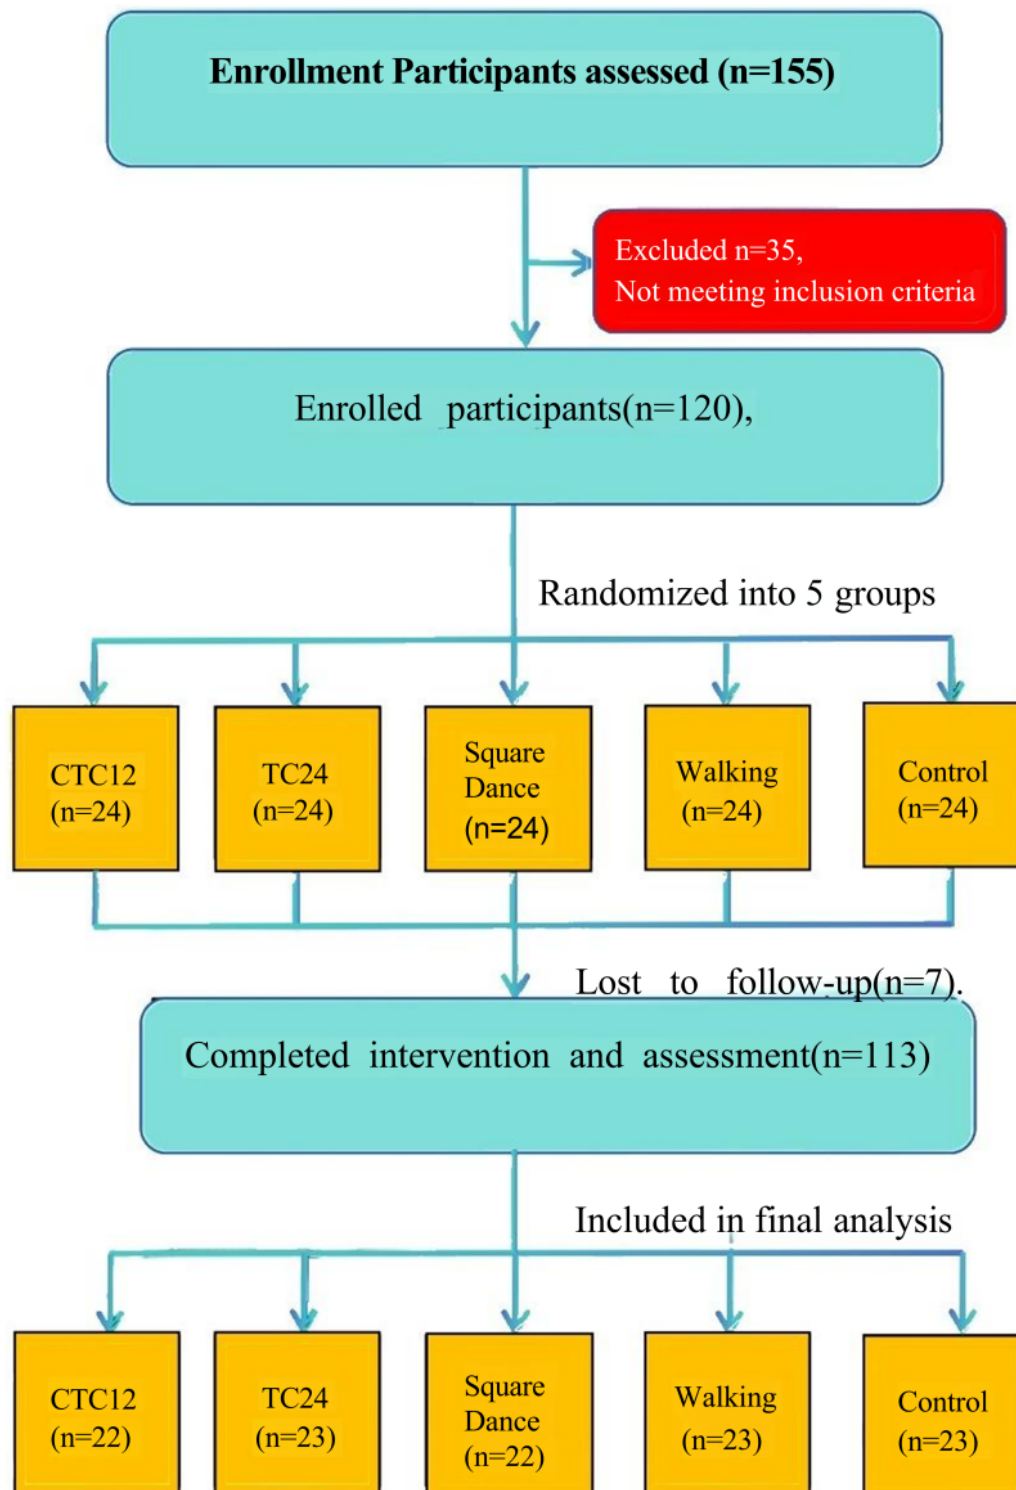 Enrollment Participants assessed (n=155)
Excluded n=35,
Not meeting inclusion criteria
Enrolled participants(n=120),
Randomized into 5 groups
CTC12
(n=24)
TC24
(n=24)
Square
Dance
(n=24)
Walking
(n=24)
Control
(n=24)
Lost to follow-up(n=7).
Completed intervention and assessment(n=113)
Included in final analysis
CTC12
(n=22)
TC24
(n=23)
Square
Dance
(n=22)
Walking
(n=23)
Control
(n=23)